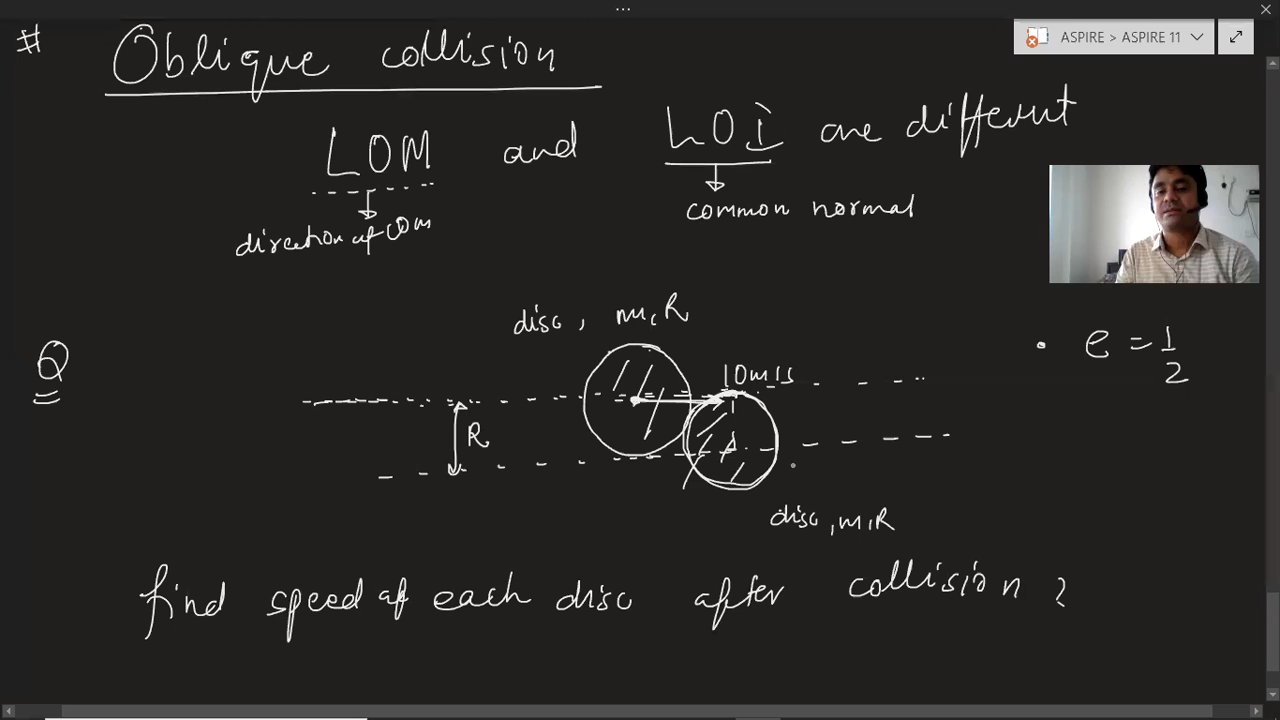 ...
ASPIRE > ASPIRE 11
# Oblique collision
LOM and LOI are different
direction of com
common normal
disc, m, R
Q
10m/s
e = 1/2
R
disc, m, R
find speed of each disc after collision?